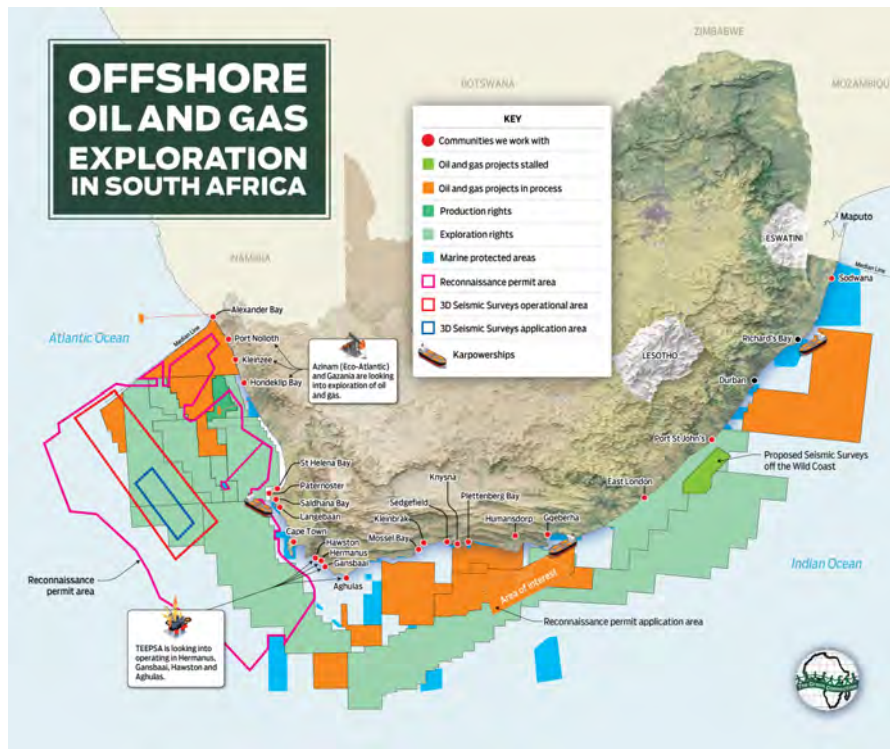 OFFSHORE
OIL AND GAS
EXPLORATION
IN SOUTH AFRICA
ZIMBABWE
BOTSWANA
MOZAMBIQUE
NAMIBIA
KEY
Communities we work with
Oil and gas projects stalled
Oil and gas projects in process
Production rights
Exploration rights
Marine protected areas
Reconnaissance permit area
3D Seismic Surveys operational area
3D Seismic Surveys application area
Karpowerships
Maputo
ESWATINI
Median Line
Sodwana
Alexander Bay
Atlantic Ocean
Median Line
Port Nolloth
Kleinzee
Hondeklip Bay
Azinam (Eco-Atlantic)
and Gazania are looking
into exploration of oil
and gas.
LESOTHO
Richard's Bay
Durban
Port St John's
Proposed Seismic Surveys
off the Wild Coast
St Helena Bay
Paternoster
Saldhana Bay
Langebaan
Cape Town
Hawston
Hermanus
Gansbaai
Aghulas
Knysna
Sedgefield
Kleinbrak
Mossel Bay
Plettenberg Bay
Humansdorp
Gqeberha
East London
Indian Ocean
Area of interest
Reconnaissance permit application area
Reconnaissance
permit area
TEEPSA is looking into
operating in Hermanus,
Gansbaai, Hawston and
Aghulas.